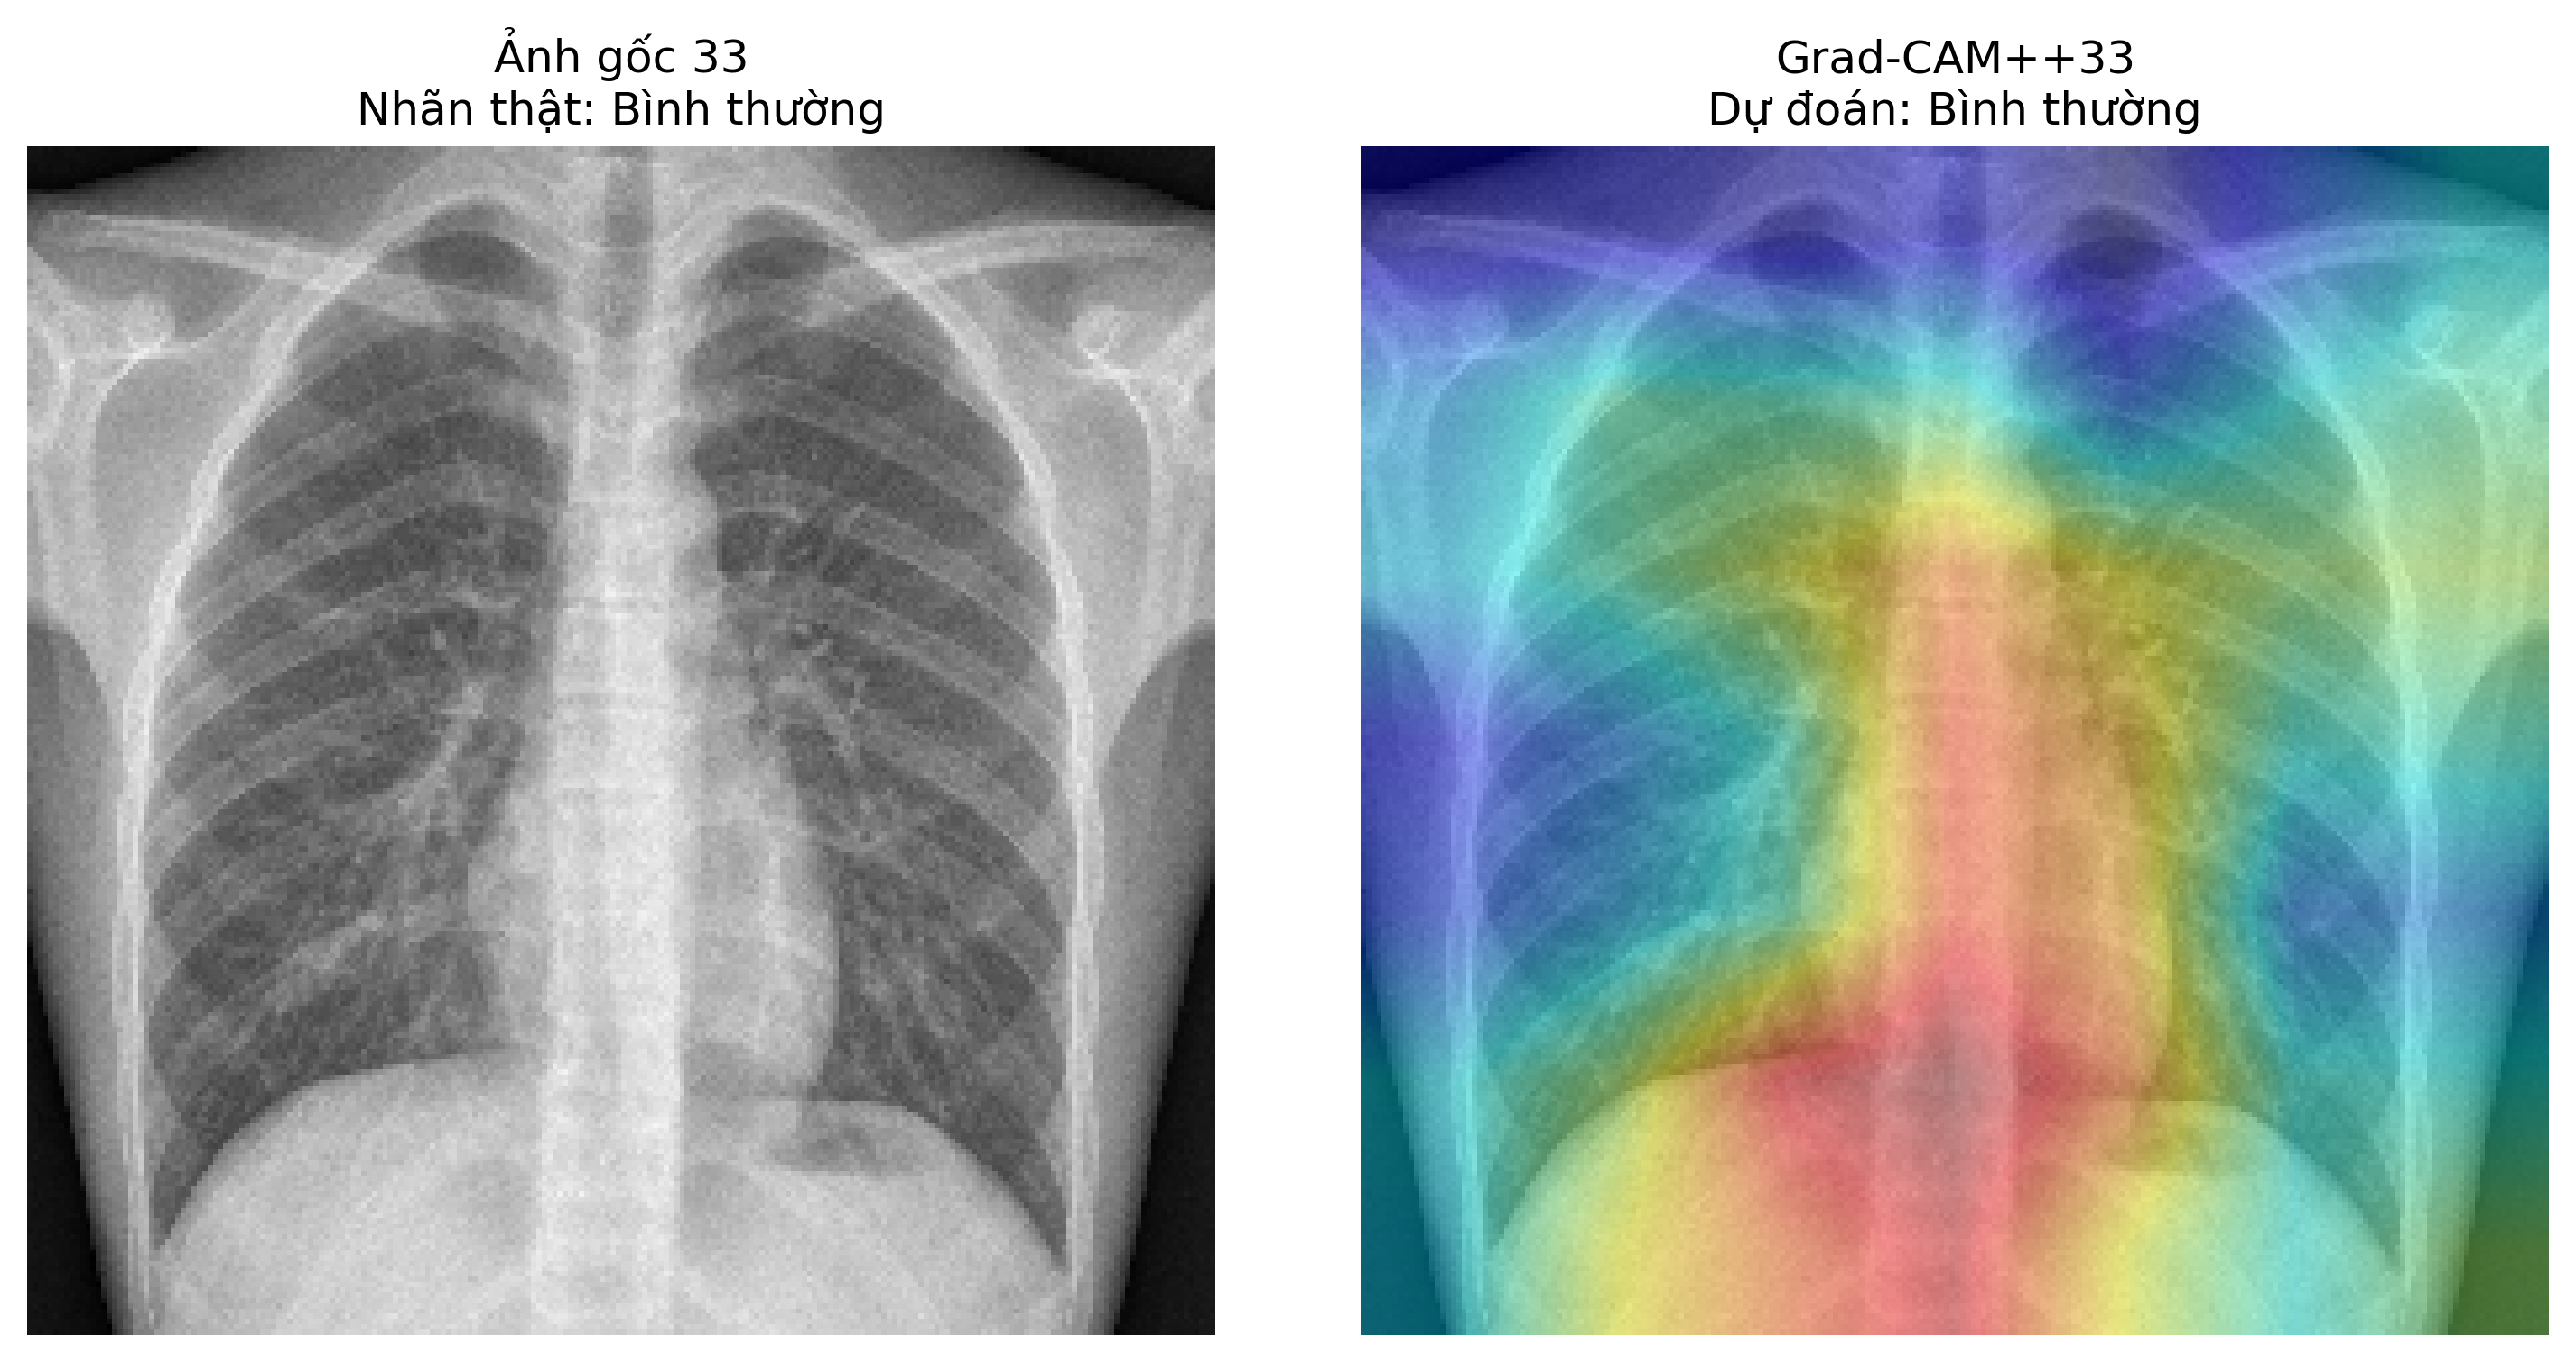 Ảnh gốc 33
Nhãn thật: Bình thường
Grad-CAM++33
Dự đoán: Bình thường